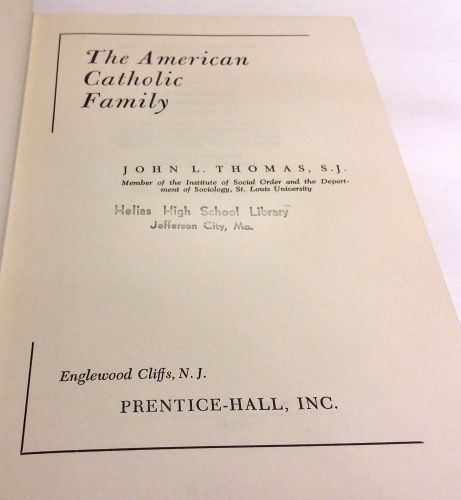 The American
Catholic
Family
JOHN L. THOMAS, S.J.
Member of the Institute of Social Order and the Depart-
ment of Sociology, St. Louis University
Helias High School Library
Jefferson City, Mo.
Englewood Cliffs, N. J.
PRENTICE-HALL, INC.